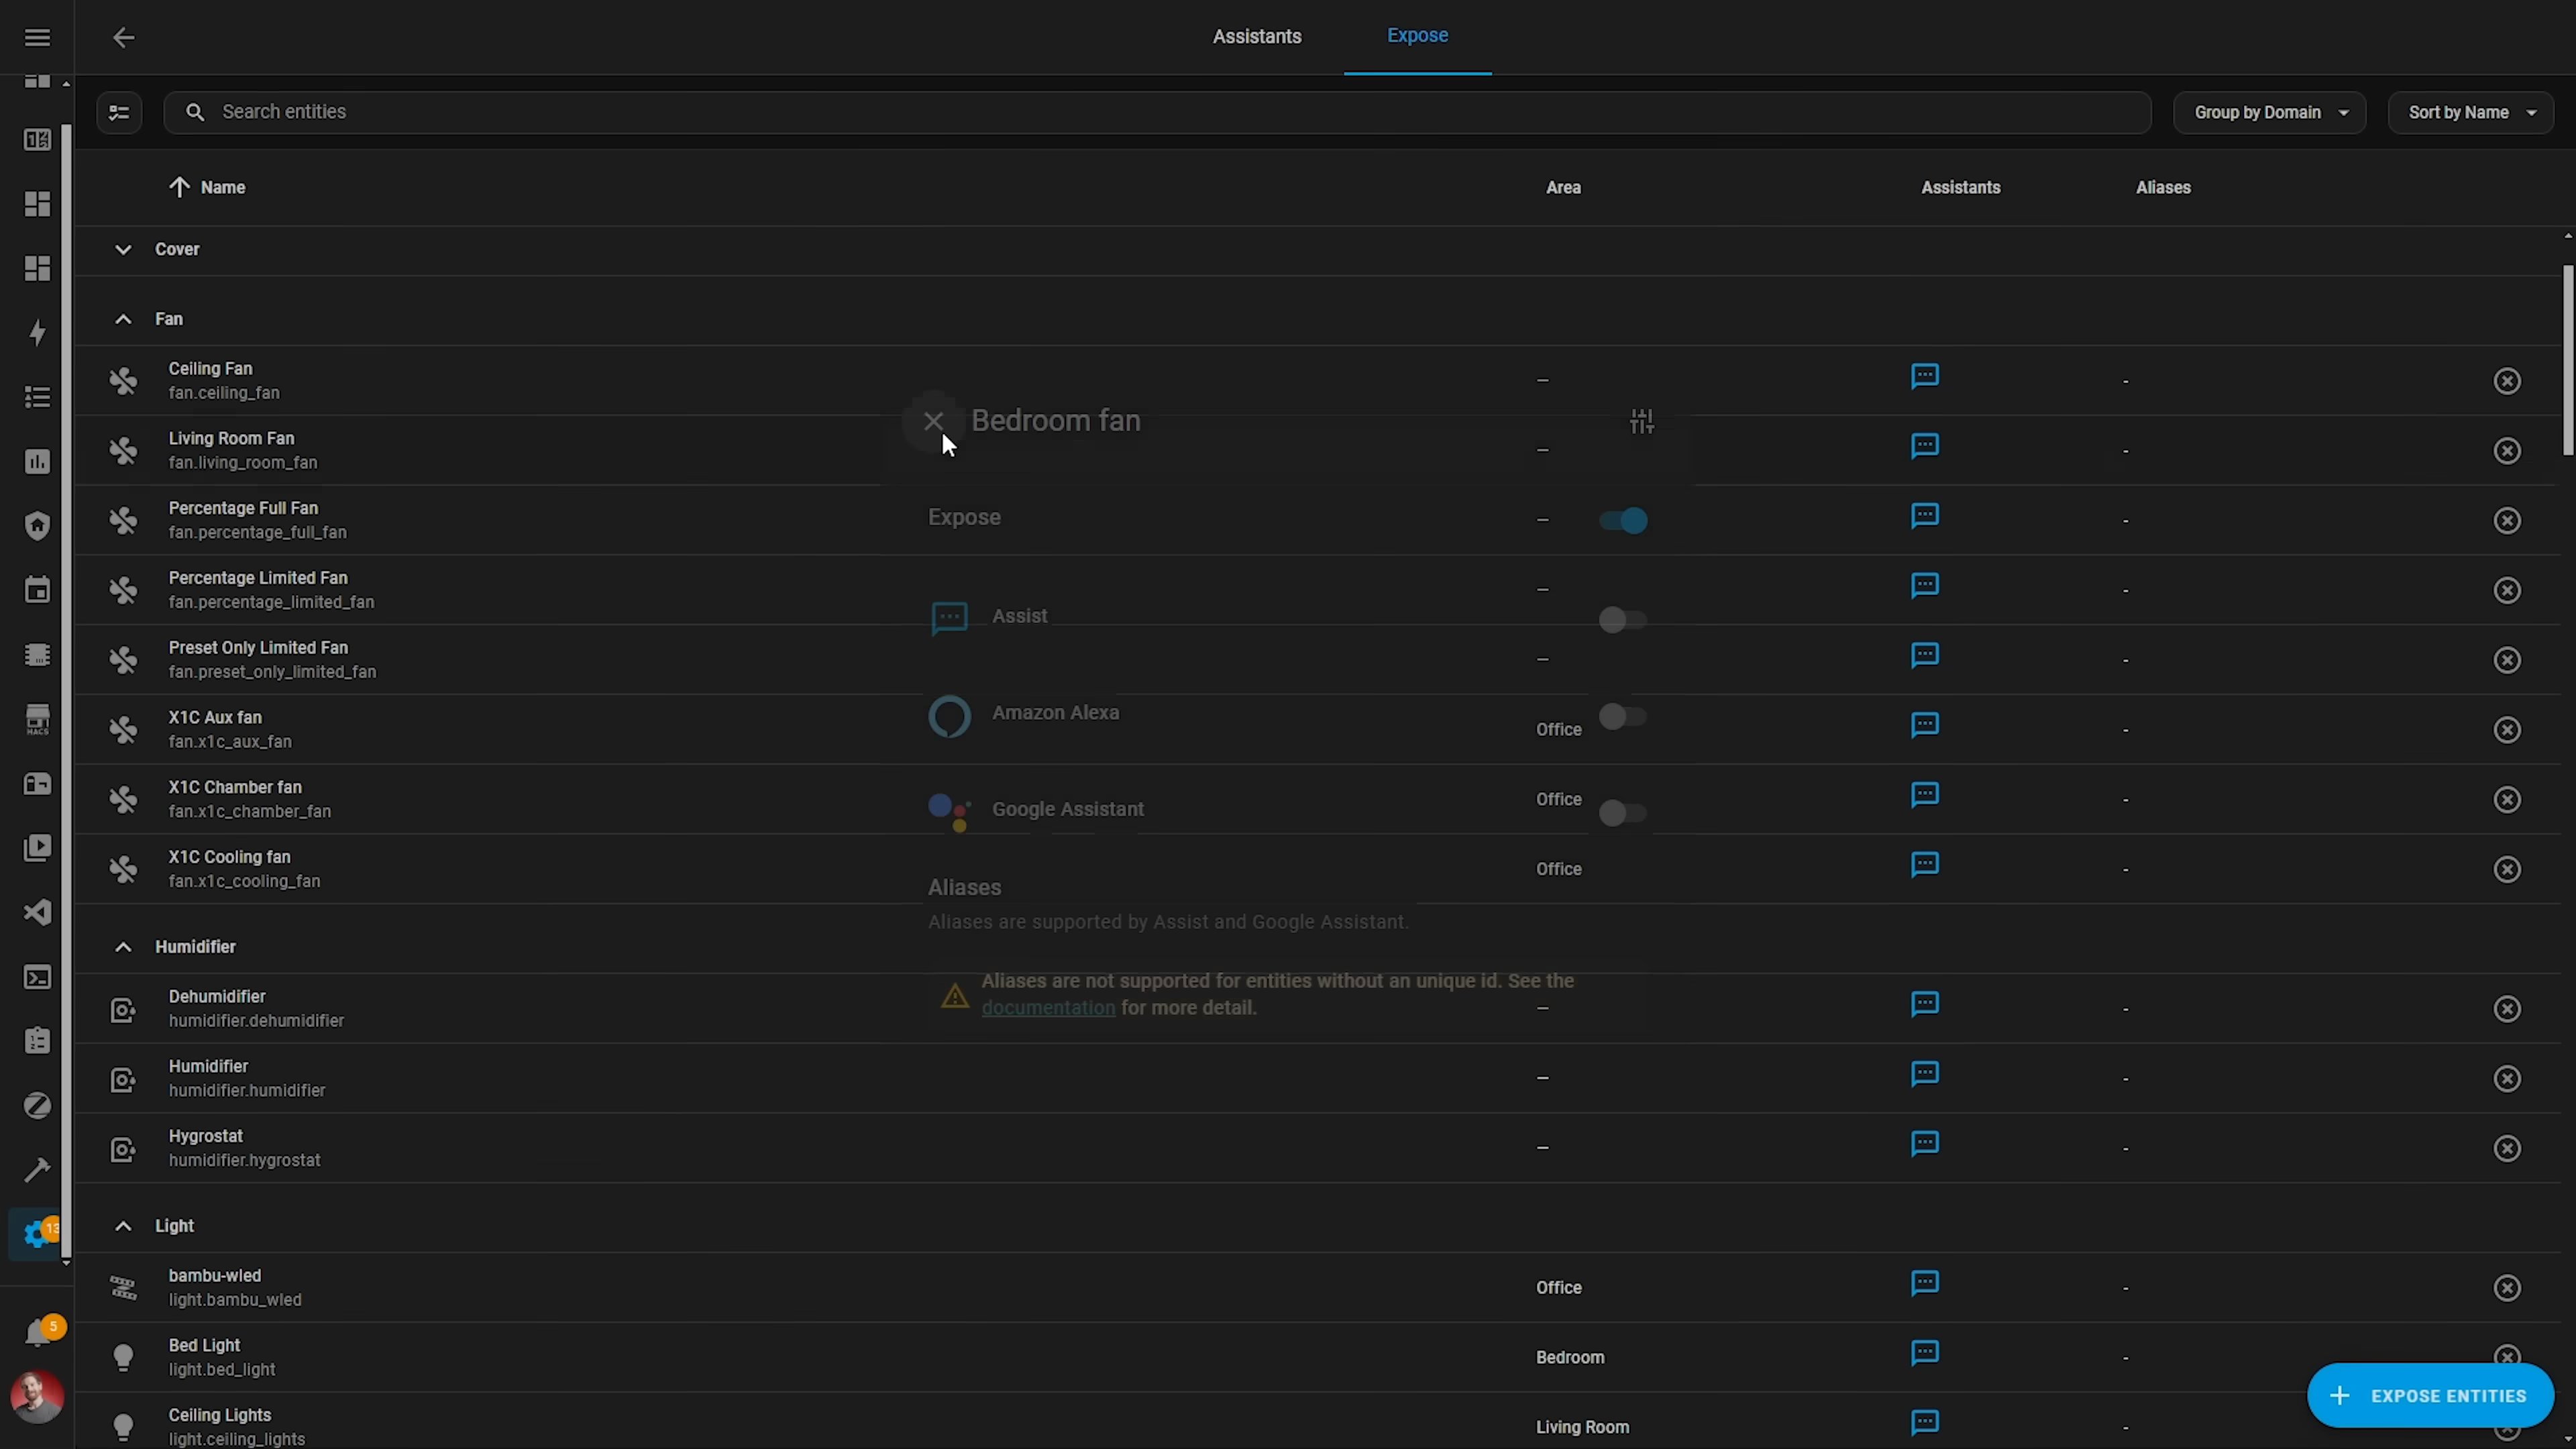 Assistants
Expose
Search entities
Group by Domain
Sort by Name
Name
Area
Assistants
Aliases
Cover
Fan
Ceiling Fan
fan.ceiling_fan
–
-
Living Room Fan
fan.living_room_fan
–
-
Percentage Full Fan
fan.percentage_full_fan
–
-
Percentage Limited Fan
fan.percentage_limited_fan
–
-
Preset Only Limited Fan
fan.preset_only_limited_fan
–
-
X1C Aux fan
fan.x1c_aux_fan
Office
-
X1C Chamber fan
fan.x1c_chamber_fan
Office
-
X1C Cooling fan
fan.x1c_cooling_fan
Office
-
Humidifier
Dehumidifier
humidifier.dehumidifier
–
-
Humidifier
humidifier.humidifier
–
-
Hygrostat
humidifier.hygrostat
–
-
Light
bambu-wled
light.bambu_wled
Office
-
Bed Light
light.bed_light
Bedroom
-
Ceiling Lights
light.ceiling_lights
Living Room
-
Bedroom fan
Expose
Assist
Amazon Alexa
Google Assistant
Aliases
Aliases are supported by Assist and Google Assistant.
Aliases are not supported for entities without an unique id. See the
documentation for more detail.
HACS
13
5
EXPOSE ENTITIES